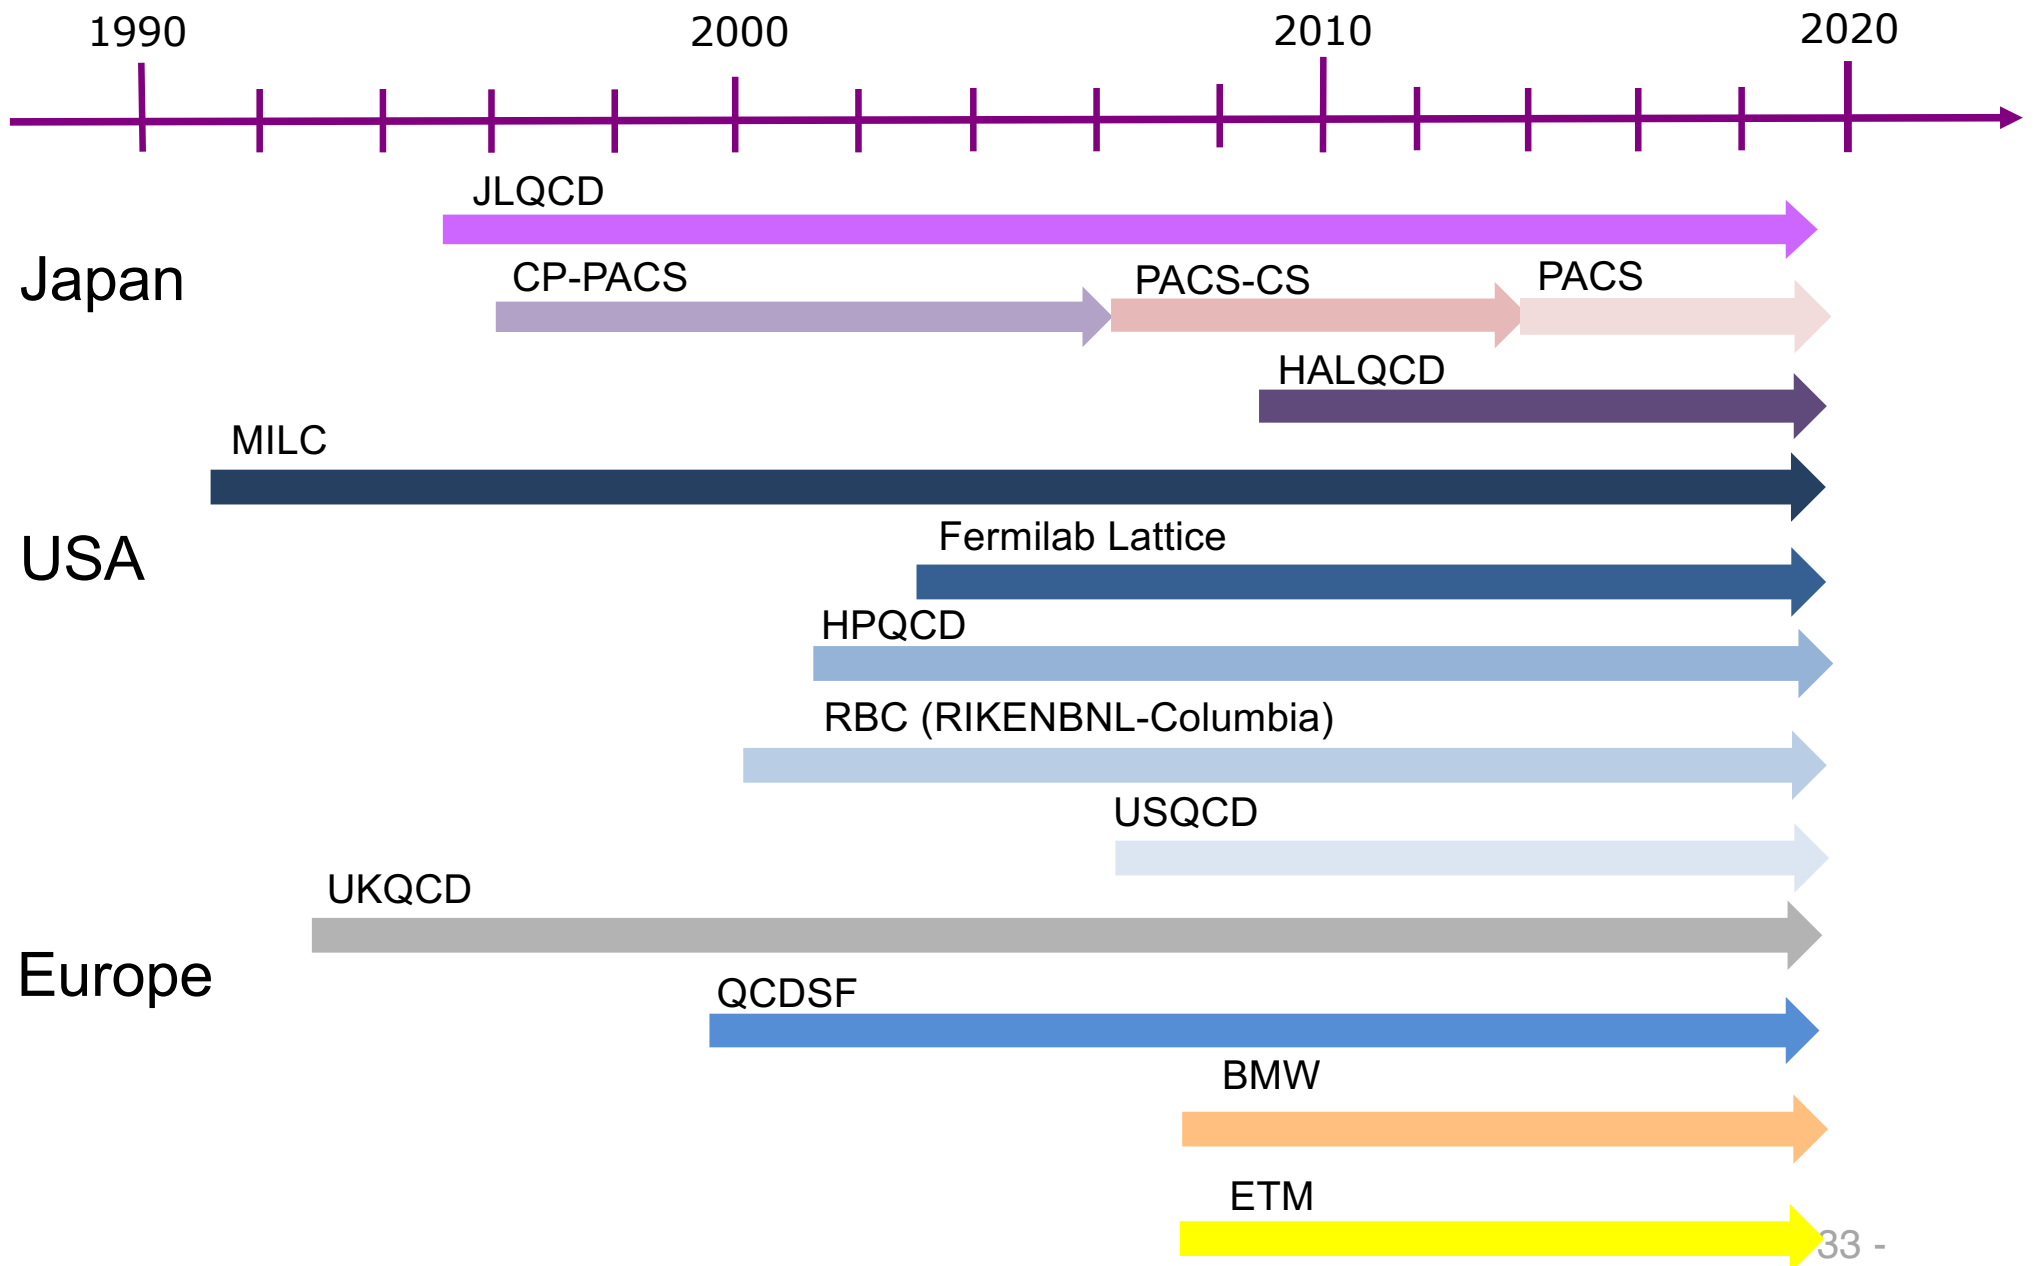 1990 2000 2010 2020
JLQCD
Japan
CP-PACS PACS-CS PACS
HALQCD
MILC
USA
Fermilab Lattice
HPQCD
RBC (RIKENBNL-Columbia)
USQCD
UKQCD
Europe
QCDSF
BMW
ETM
33 -